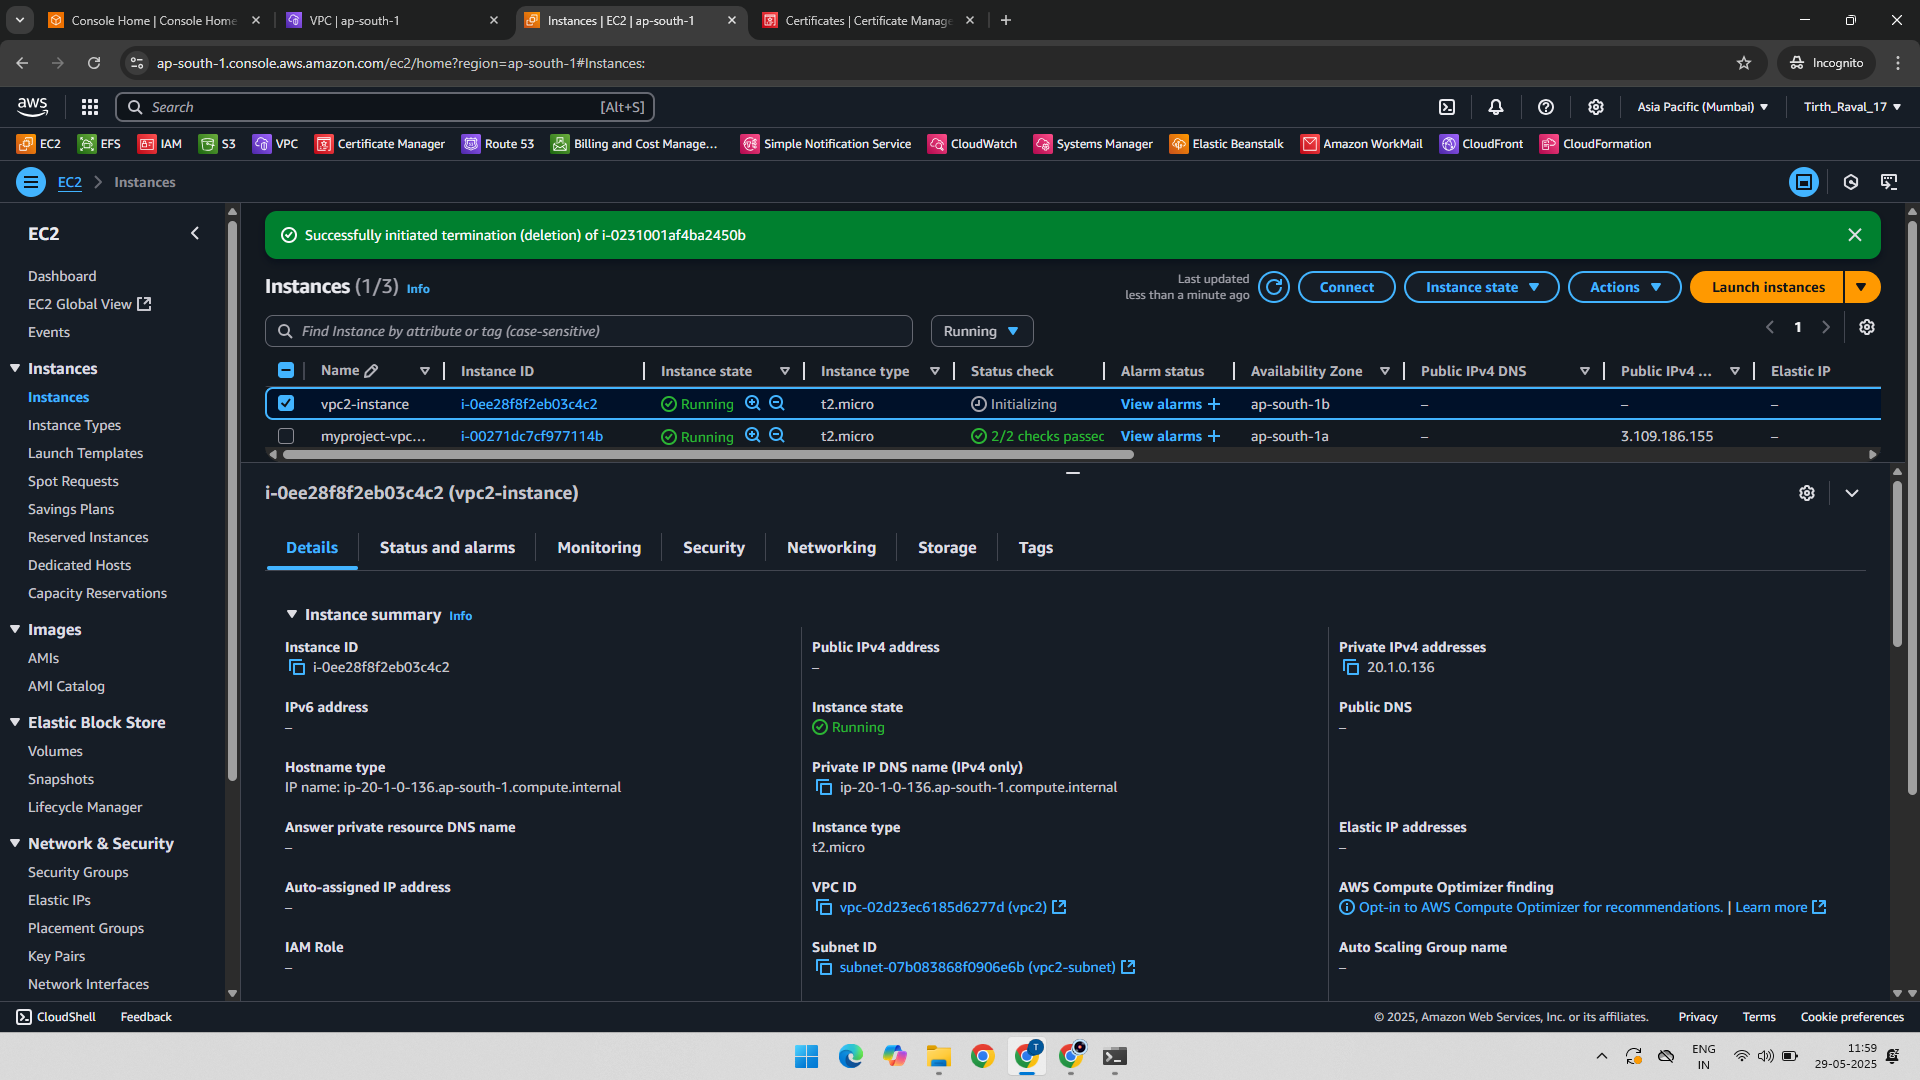 Console Home | Console Home
VPC | ap-south-1
Instances | EC2 | ap-south-1
Certificates | Certificate Manage
ap-south-1.console.aws.amazon.com/ec2/home?region=ap-south-1#Instances:
Incognito
aws
Search
[Alt+S]
Asia Pacific (Mumbai)
Tirth_Raval_17
EC2
EFS
IAM
S3
VPC
Certificate Manager
Route 53
Billing and Cost Manage...
Simple Notification Service
CloudWatch
Systems Manager
Elastic Beanstalk
Amazon WorkMail
CloudFront
CloudFormation
EC2
Instances
EC2
Dashboard
EC2 Global View
Events
Instances
Instances
Instance Types
Launch Templates
Spot Requests
Savings Plans
Reserved Instances
Dedicated Hosts
Capacity Reservations
Images
AMIs
AMI Catalog
Elastic Block Store
Volumes
Snapshots
Lifecycle Manager
Network & Security
Security Groups
Elastic IPs
Placement Groups
Key Pairs
Network Interfaces
Successfully initiated termination (deletion) of i-0231001af4ba2450b
Instances (1/3) Info
Last updated
less than a minute ago
Connect
Instance state
Actions
Launch instances
Find Instance by attribute or tag (case-sensitive)
Running
1
Name
Instance ID
Instance state
Instance type
Status check
Alarm status
Availability Zone
Public IPv4 DNS
Public IPv4 ...
Elastic IP
vpc2-instance
i-0ee28f8f2eb03c4c2
Running
t2.micro
Initializing
View alarms +
ap-south-1b
–
–
–
myproject-vpc...
i-00271dc7cf977114b
Running
t2.micro
2/2 checks passec
View alarms +
ap-south-1a
–
3.109.186.155
–
i-0ee28f8f2eb03c4c2 (vpc2-instance)
Details
Status and alarms
Monitoring
Security
Networking
Storage
Tags
Instance summary Info
Instance ID
i-0ee28f8f2eb03c4c2
Public IPv4 address
–
Private IPv4 addresses
20.1.0.136
IPv6 address
–
Instance state
Running
Public DNS
–
Hostname type
IP name: ip-20-1-0-136.ap-south-1.compute.internal
Private IP DNS name (IPv4 only)
ip-20-1-0-136.ap-south-1.compute.internal
Answer private resource DNS name
–
Instance type
t2.micro
Elastic IP addresses
–
Auto-assigned IP address
–
VPC ID
vpc-02d23ec6185d6277d (vpc2)
AWS Compute Optimizer finding
Opt-in to AWS Compute Optimizer for recommendations. | Learn more
IAM Role
–
Subnet ID
subnet-07b083868f0906e6b (vpc2-subnet)
Auto Scaling Group name
–
CloudShell
Feedback
© 2025, Amazon Web Services, Inc. or its affiliates.
Privacy
Terms
Cookie preferences
T
ENG
IN
11:59
29-05-2025